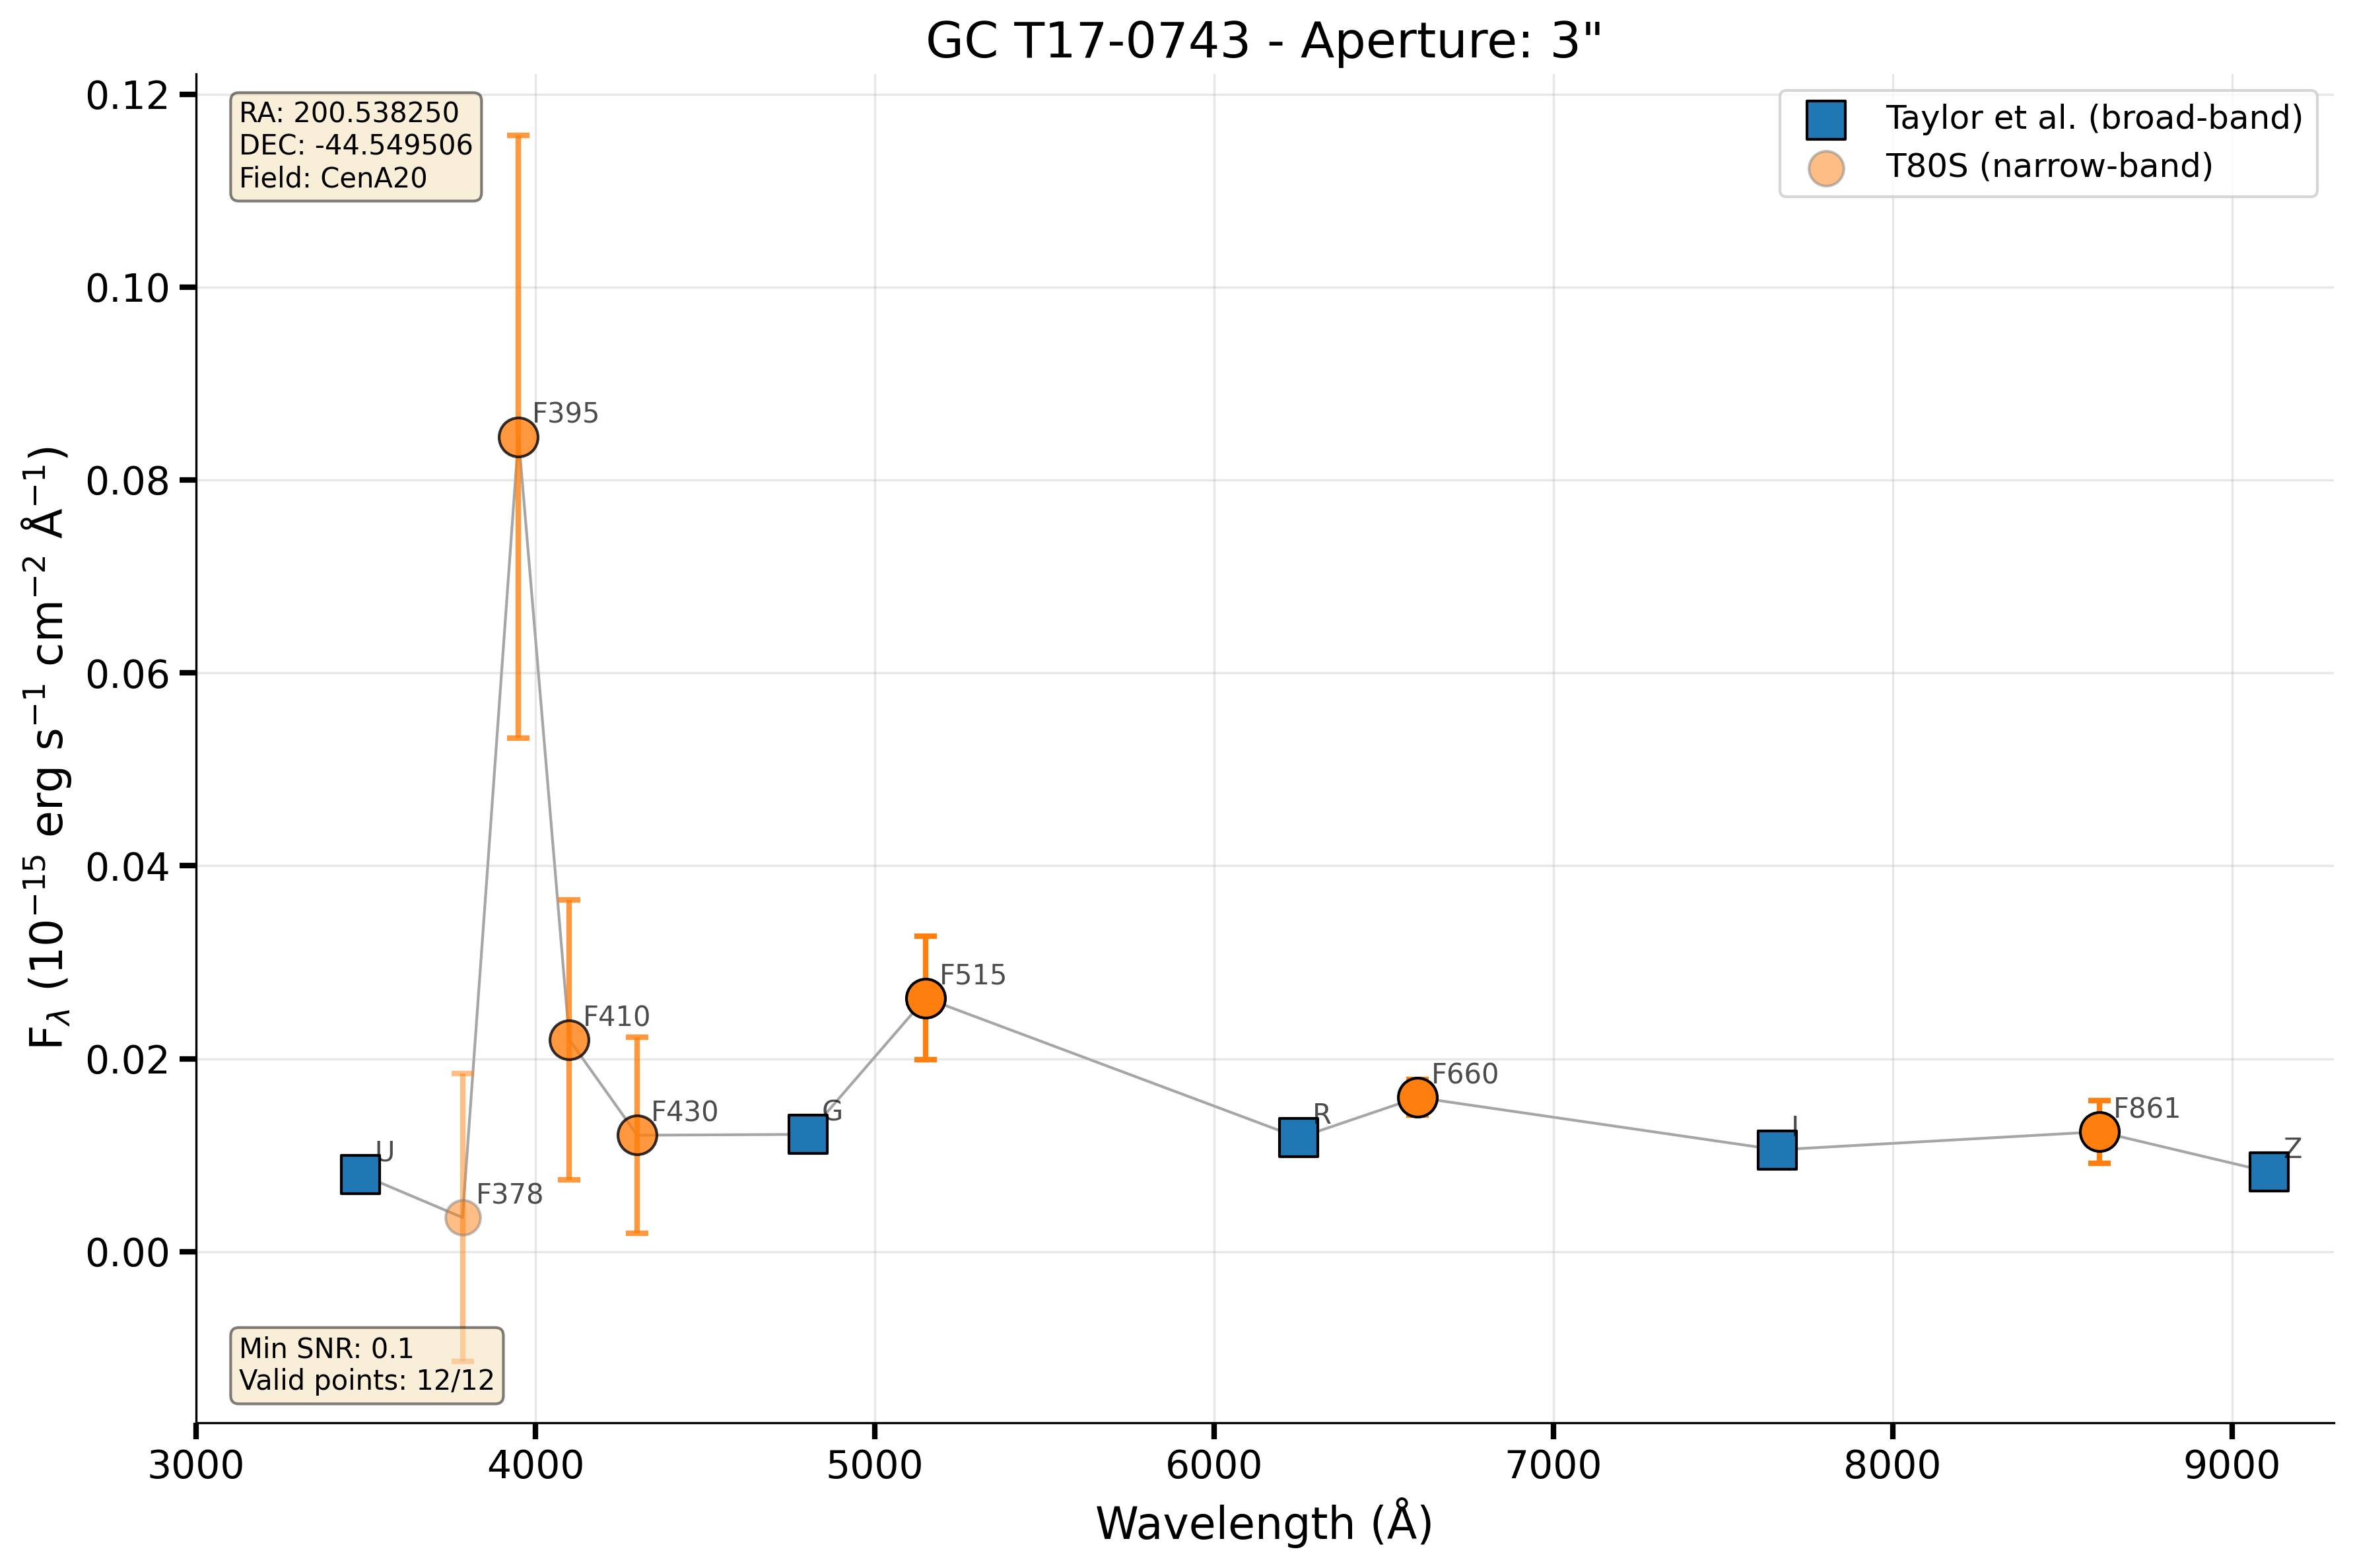 GC T17-0743 - Aperture: 3"
RA: 200.538250
DEC: -44.549506
Field: CenA20
Taylor et al. (broad-band)
T80S (narrow-band)
0.12
0.10
0.08
0.06
0.04
0.02
0.00
F_λ (10⁻¹⁵ erg s⁻¹ cm⁻² Å⁻¹)
U
F378
F395
F410
F430
G
F515
R
F660
I
F861
Z
Min SNR: 0.1
Valid points: 12/12
3000 4000 5000 6000 7000 8000 9000
Wavelength (Å)